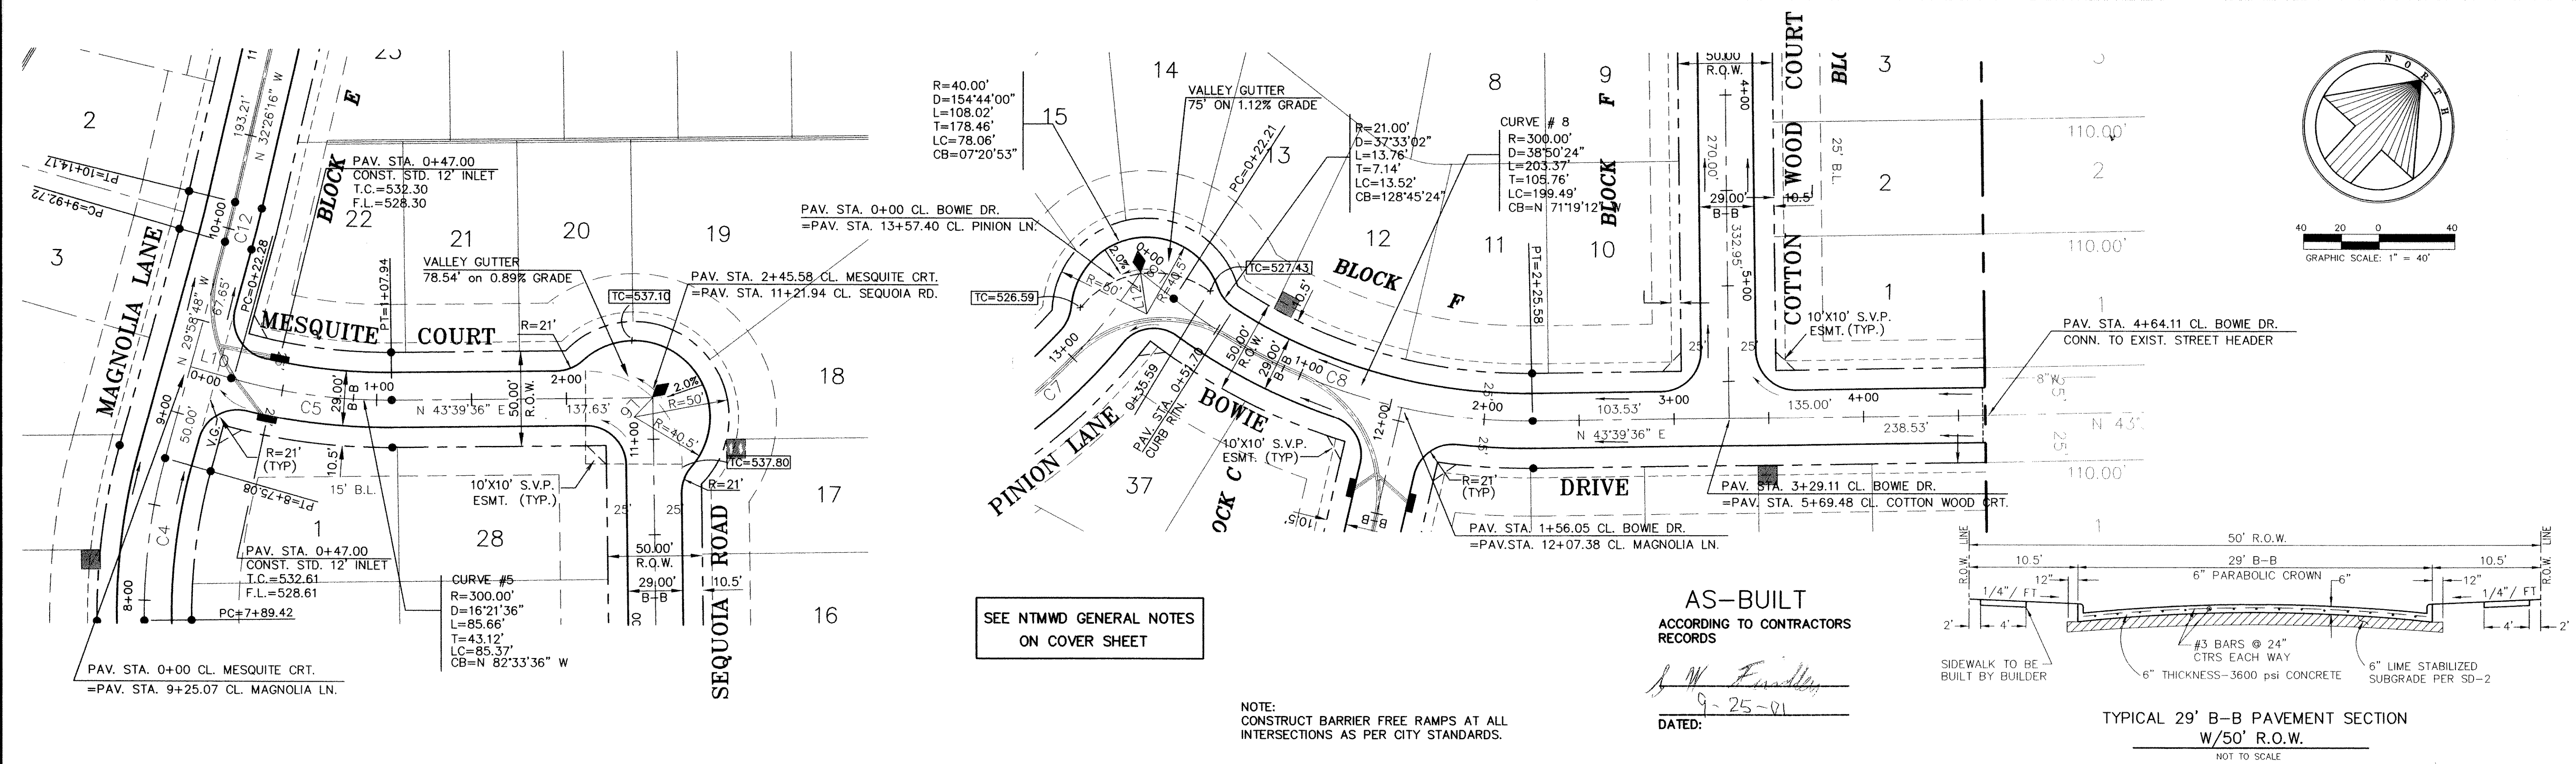 23
2
3
PT=10+14.17
PC=9+92.72
193.21'
11
N 32°26'16" W
10+00
C12
MAGNOLIA LANE
N 29°58'48" W
67.65'
PC=0+22.28
L10
0+00
9+00
50.00'
V.G.
C4
8+00
PT=8+75.08
PC=7+89.42
R=21'
(TYP)
BLOCK E
PAV. STA. 0+47.00
CONST. STD. 12' INLET
T.C.=532.30
F.L.=528.30
22
21
20
19
18
17
16
28
1
VALLEY GUTTER
78.54' on 0.89% GRADE
PT=1+07.94
MESQUITE COURT
R=21'
TC=537.10
PAV. STA. 0+00 CL. BOWIE DR.
=PAV. STA. 13+57.40 CL. PINION LN.
PAV. STA. 2+45.58 CL. MESQUITE CRT.
=PAV. STA. 11+21.94 CL. SEQUOIA RD.
C5
29.00'
B-B
1+00
N 43°39'36" E
50.00'
R.O.W.
2+00
137.63'
2.0%
R=50'
R=40.5'
11+00
TC=537.80
R=21'
10.5'
15' B.L.
10'X10' S.V.P.
ESMT. (TYP.)
25'
25'
50.00'
R.O.W.
29.00'
B-B
10.5'
SEQUOIA ROAD
PAV. STA. 0+47.00
CONST. STD. 12' INLET
T.C.=532.61
F.L.=528.61
CURVE #5
R=300.00'
D=16°21'36"
L=85.66'
T=43.12'
LC=85.37'
CB=N 82°33'36" W
PAV. STA. 0+00 CL. MESQUITE CRT.
=PAV. STA. 9+25.07 CL. MAGNOLIA LN.
R=40.00'
D=154°44'00"
L=108.02'
T=178.46'
LC=78.06'
CB=07°20'53"
15
14
13
12
11
10
9
8
VALLEY GUTTER
75' ON 1.12% GRADE
PC=0+22.21
R=21.00'
D=37°33'02"
L=13.76'
T=7.14'
LC=13.52'
CB=128°45'24"
CURVE # 8
R=300.00'
D=38°50'24"
L=203.37'
T=105.76'
LC=199.49'
CB=N 71°19'12" W
BLOCK F
BLOCK F
TC=526.59
TC=527.43
0+00
2.0%
R=50'
R=40.5'
10.5'
13+00
C7
PINION LANE
0+35.59
PAV. STA. 0+51.70
CURB RTN.
50.00'
R.O.W.
29.00'
B-B
1+00
C8
BOWIE
DRIVE
10'X10' S.V.P.
ESMT. (TYP)
37
OCK C
10.5'
B-B
12+00
R=21'
(TYP)
25'
25'
PT=2+25.58
2+00
103.53'
N 43°39'36" E
3+00
135.00'
4+00
238.53'
PAV. STA. 1+56.05 CL. BOWIE DR.
=PAV.STA. 12+07.38 CL. MAGNOLIA LN.
PAV. STA. 3+29.11 CL. BOWIE DR.
=PAV. STA. 5+69.48 CL. COTTON WOOD CRT.
50.00
R.O.W.
4+00
270.00'
29.00'
B-B
10.5'
332.95'
5+00
25'
25'
COTTON WOOD COURT
BLO
25' B.L.
3
2
1
10'X10' S.V.P.
ESMT. (TYP.)
110.00'
2
110.00'
1
PAV. STA. 4+64.11 CL. BOWIE DR.
CONN. TO EXIST. STREET HEADER
8"W
25'
N 43°
25'
110.00'
1
NORTH
40 20 0 40
GRAPHIC SCALE: 1" = 40'
SEE NTMWD GENERAL NOTES
ON COVER SHEET
NOTE:
CONSTRUCT BARRIER FREE RAMPS AT ALL
INTERSECTIONS AS PER CITY STANDARDS.
AS-BUILT
ACCORDING TO CONTRACTORS
RECORDS
9-25-01
DATED:
R.O.W. LINE
50' R.O.W.
R.O.W. LINE
10.5'
29' B-B
10.5'
6" PARABOLIC CROWN
6"
12"
12"
1/4"/ FT
1/4"/ FT
2'
4'
4'
2'
#3 BARS @ 24"
CTRS EACH WAY
SIDEWALK TO BE
BUILT BY BUILDER
6" THICKNESS-3600 psi CONCRETE
6" LIME STABILIZED
SUBGRADE PER SD-2
TYPICAL 29' B-B PAVEMENT SECTION
W/50' R.O.W.
NOT TO SCALE